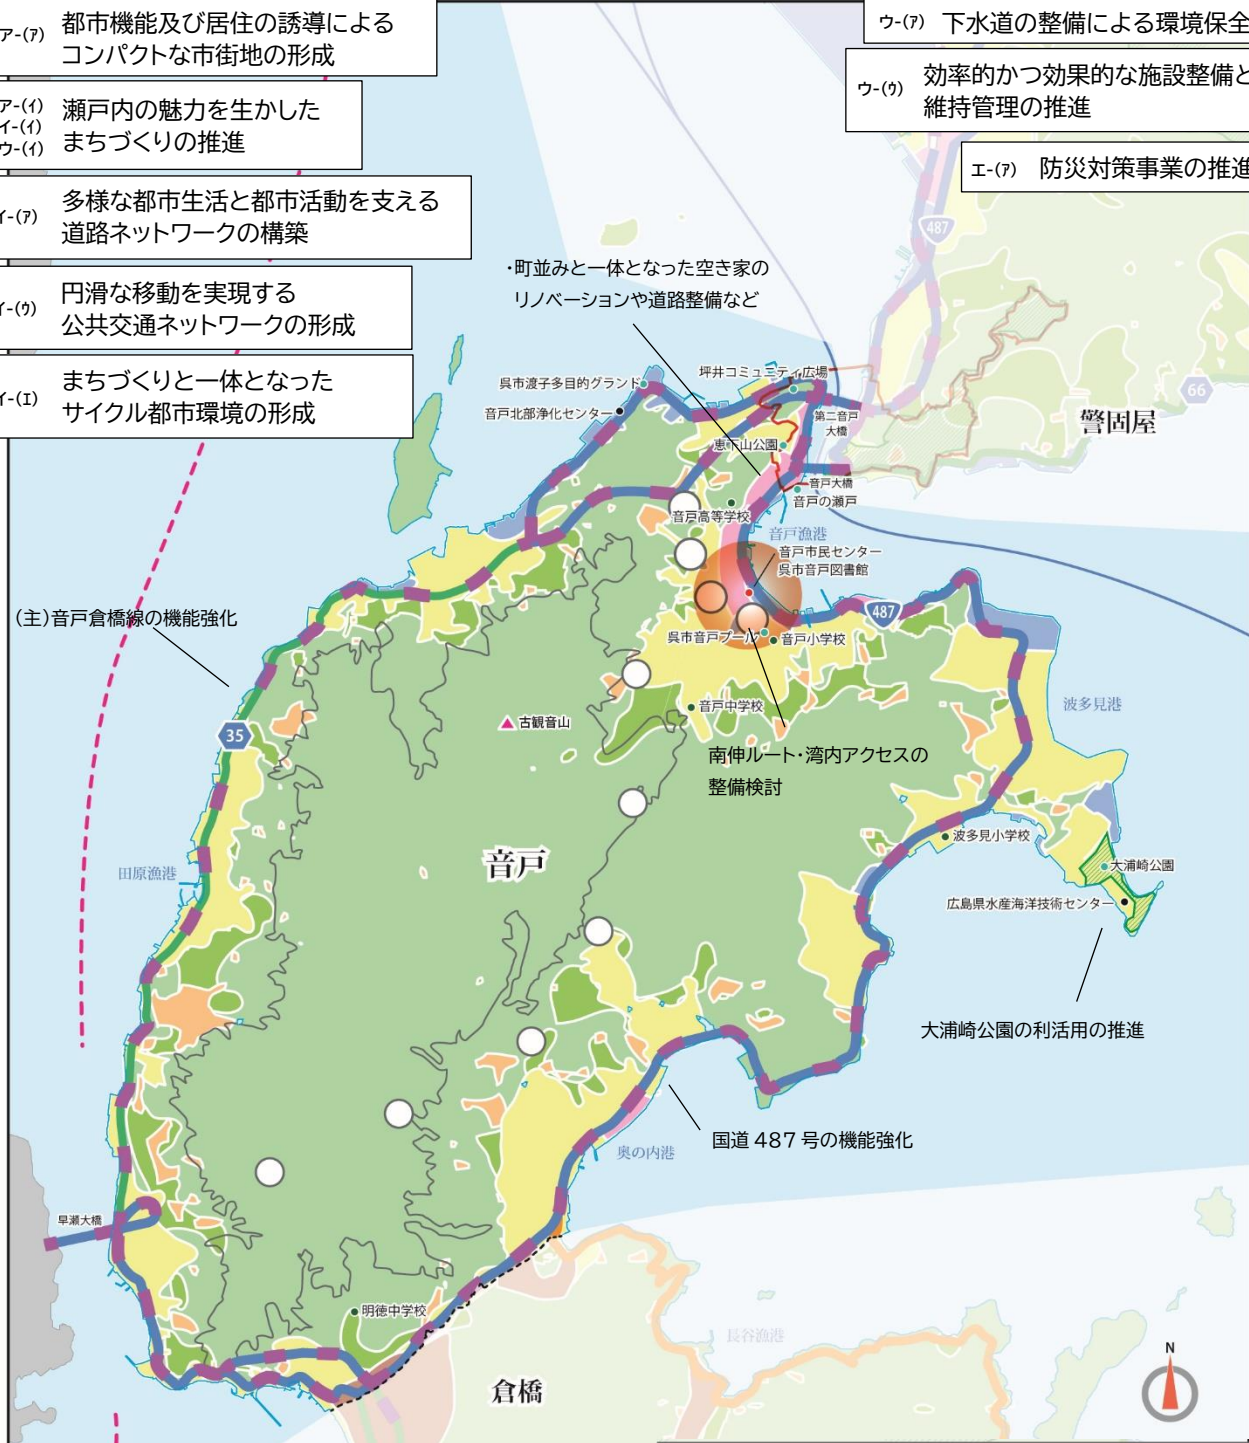 ア-(ア) 都市機能及び居住の誘導による
コンパクトな市街地の形成
ア-(イ)
イ-(イ)
ウ-(イ)
瀬戸内の魅力を生かした
まちづくりの推進
イ-(ア) 多様な都市生活と都市活動を支える
道路ネットワークの構築
イ-(ウ) 円滑な移動を実現する
公共交通ネットワークの形成
イ-(エ) まちづくりと一体となった
サイクル都市環境の形成
ウ-(ア) 下水道の整備による環境保全
ウ-(ウ) 効率的かつ効果的な施設整備と
維持管理の推進
エ-(ア) 防災対策事業の推進
487
・町並みと一体となった空き家の
リノベーションや道路整備など
呉市渡子多目的グランド
坪井コミュニティ広場
66
音戸北部浄化センター
第二音戸
大橋
警固屋
恵下山公園
音戸大橋
音戸の瀬戸
音戸高等学校
音戸漁港
音戸市民センター
呉市音戸図書館
487
(主)音戸倉橋線の機能強化
呉市音戸プール
音戸小学校
音戸中学校
波多見港
古観音山
35
南伸ルート・湾内アクセスの
整備検討
波多見小学校
音戸
大浦崎公園
田原漁港
広島県水産海洋技術センター
大浦崎公園の利活用の推進
国道487号の機能強化
奥の内港
早瀬大橋
明徳中学校
長谷漁港
倉橋
N